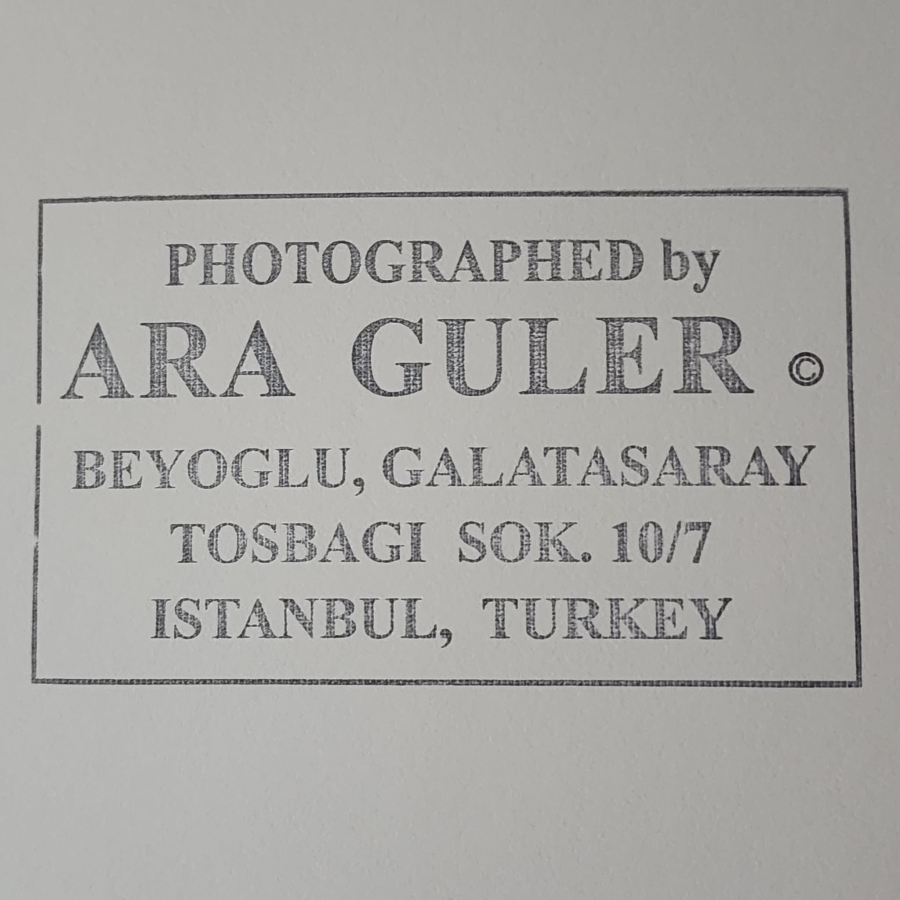 PHOTOGRAPHED by
ARA GULER ©
BEYOGLU, GALATASARAY
TOSBAGI SOK. 10/7
ISTANBUL, TURKEY